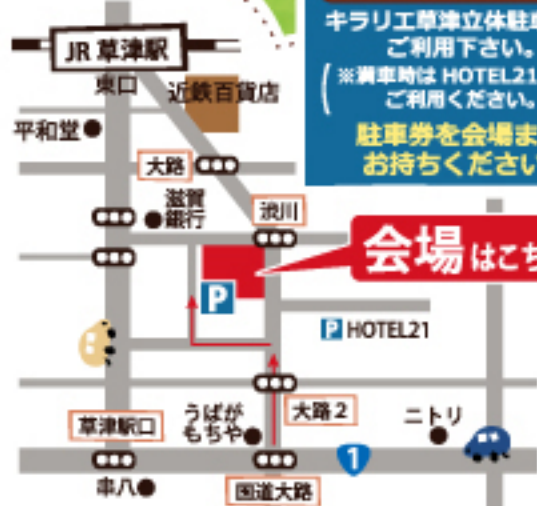 キラリエ草津立体駐車
ご利用下さい。
(※満車時は HOTEL21
ご利用ください。
駐車券を会場ま
お持ちください
JR 草津駅
東口
近鉄百貨店
平和堂
大路
滋賀
銀行
渋川
会場はこち
P
P HOTEL21
大路2
うばが
もちや
ニトリ
草津駅口
1
串八
国道大路